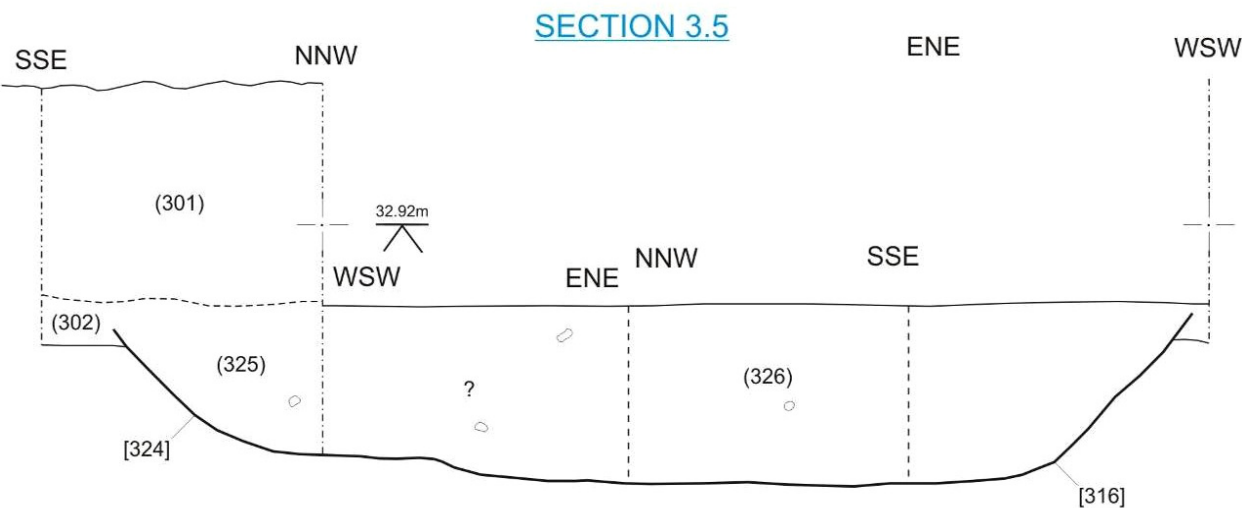 SECTION 3.5
SSE
NNW
ENE
WSW
(301)
32.92m
WSW
ENE
NNW
SSE
(302)
(325)
?
(326)
[324]
[316]